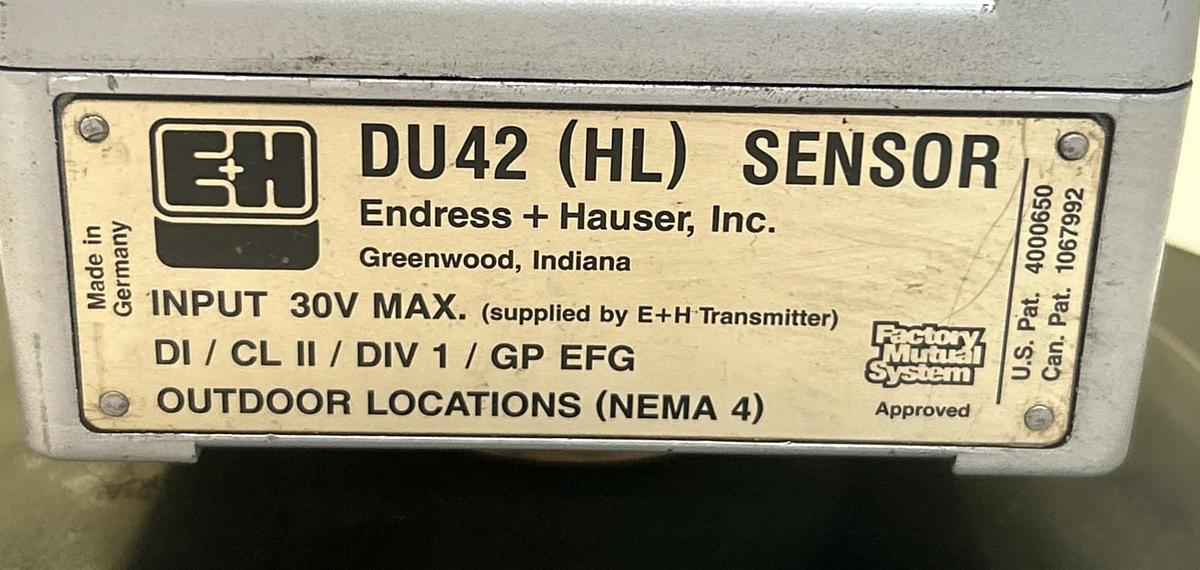 E+H
DU42 (HL) SENSOR
Endress + Hauser, Inc.
Greenwood, Indiana
Made in
Germany
INPUT 30V MAX. (supplied by E+H Transmitter)
DI / CL II / DIV 1 / GP EFG
OUTDOOR LOCATIONS (NEMA 4)
Factory
Mutual
System
Approved
U.S. Pat. 4000650
Can. Pat. 1067992